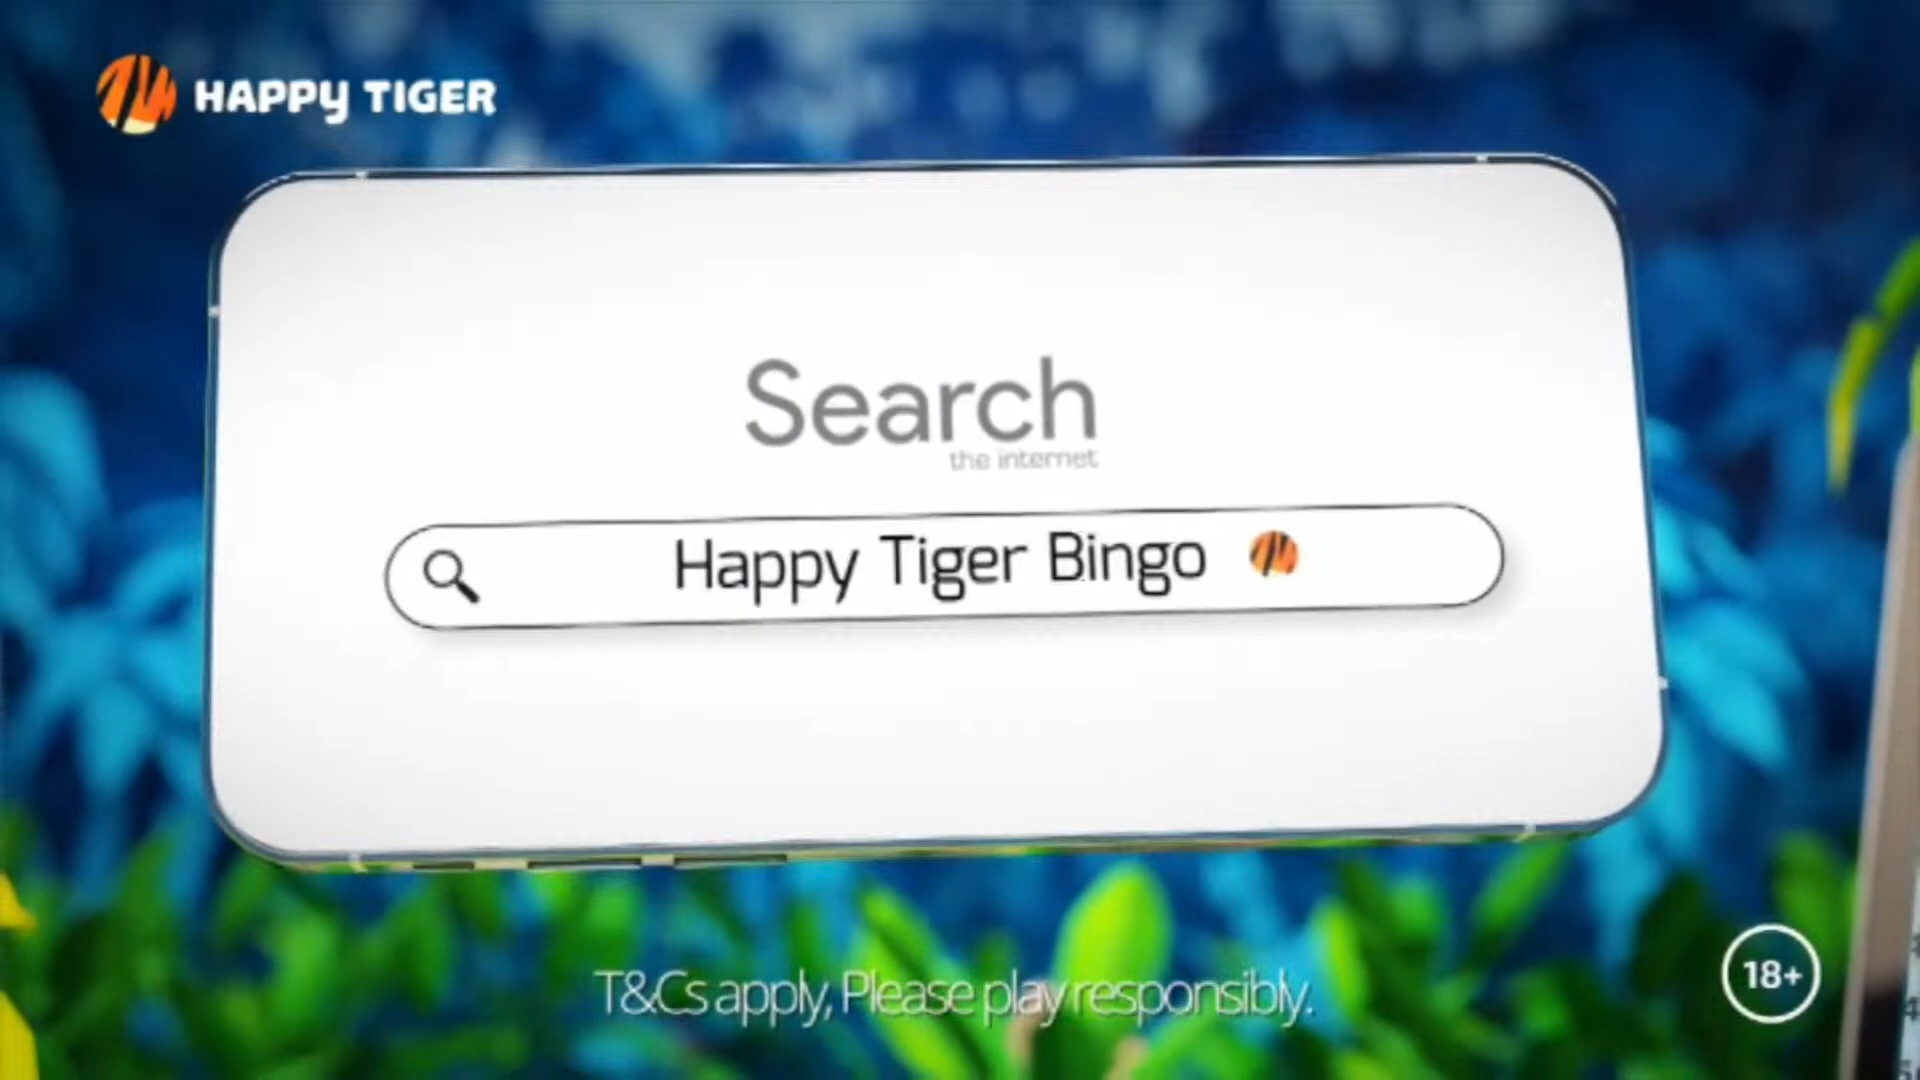 HAPPY TIGER
Search
the internet
Happy Tiger Bingo
T&Cs apply, Please play responsibly.
18+